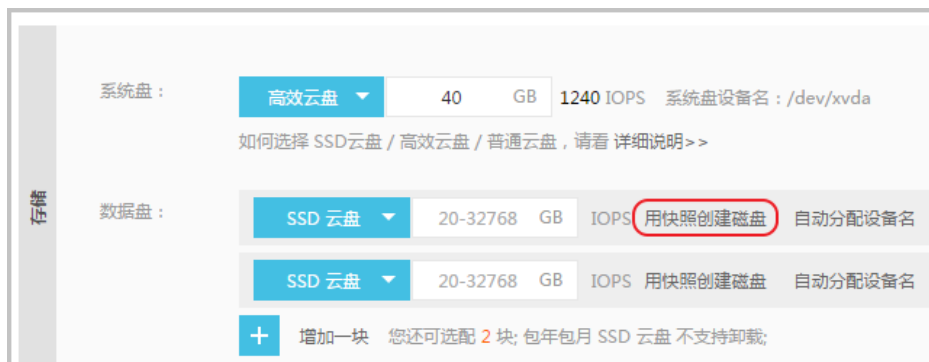 存储
系统盘： 高效云盘 40 GB 1240 IOPS 系统盘设备名：/dev/xvda
如何选择 SSD云盘 / 高效云盘 / 普通云盘，请看 详细说明>>
数据盘： SSD 云盘 20-32768 GB IOPS 用快照创建磁盘 自动分配设备名
SSD 云盘 20-32768 GB IOPS 用快照创建磁盘 自动分配设备名
+ 增加一块 您还可选配 2 块; 包年包月 SSD 云盘 不支持卸载;